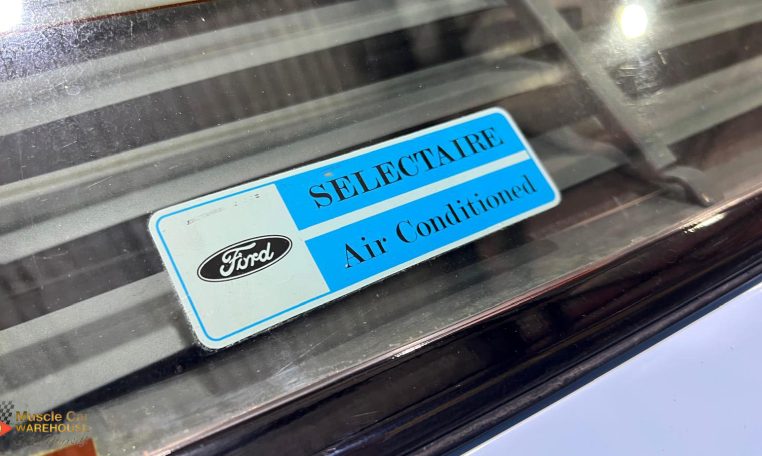 SELECTAIRE
Air Conditioned
Ford
Muscle Car
WAREHOUSE